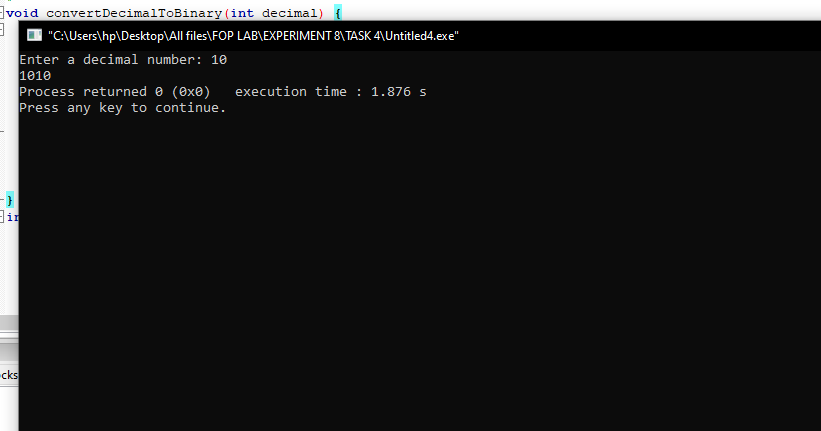 void convertDecimalToBinary(int decimal) {
"C:\Users\hp\Desktop\All files\FOP LAB\EXPERIMENT 8\TASK 4\Untitled4.exe"
Enter a decimal number: 10
1010
Process returned 0 (0x0)   execution time : 1.876 s
Press any key to continue.
}
in
ocks